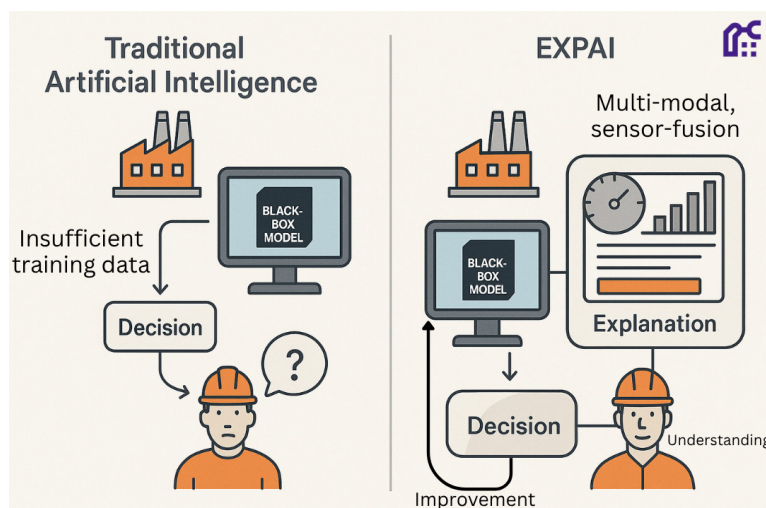 Traditional
Artificial Intelligence
BLACK-
BOX
MODEL
Insufficient
training data
Decision
?
EXPAI
Multi-modal,
sensor-fusion
BLACK-
BOX
MODEL
Explanation
Decision
Understanding
Improvement